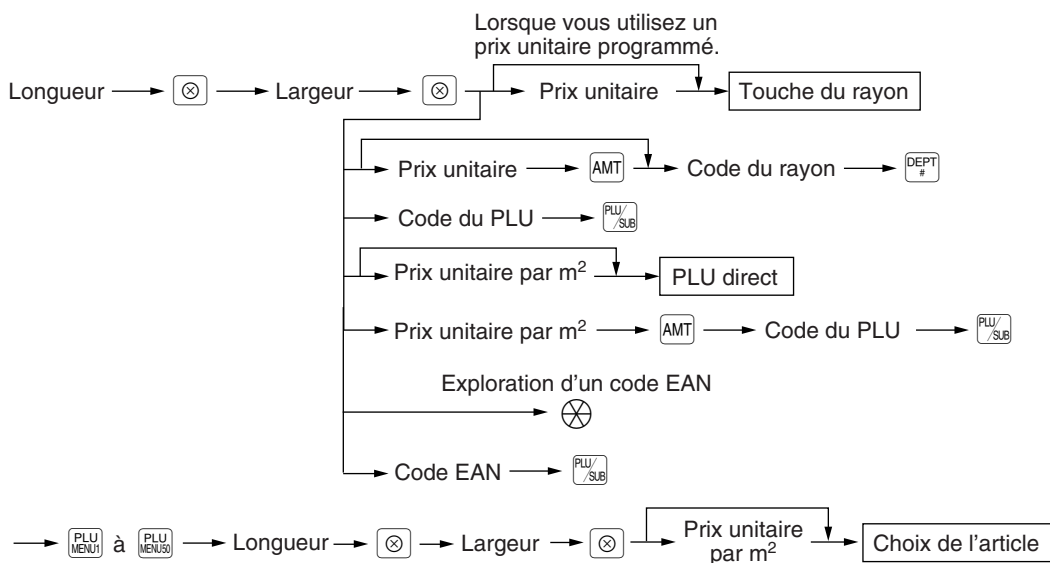 Lorsque vous utilisez un
prix unitaire programmé.
Longueur ⊗ Largeur ⊗ Prix unitaire Touche du rayon
Prix unitaire AMT Code du rayon DEPT #
Code du PLU PLU/SUB
Prix unitaire par m² PLU direct
Prix unitaire par m² AMT Code du PLU PLU/SUB
Exploration d'un code EAN
Code EAN PLU/SUB
PLU MENU1 à PLU MENU50 Longueur ⊗ Largeur ⊗ Prix unitaire par m² Choix de l'article